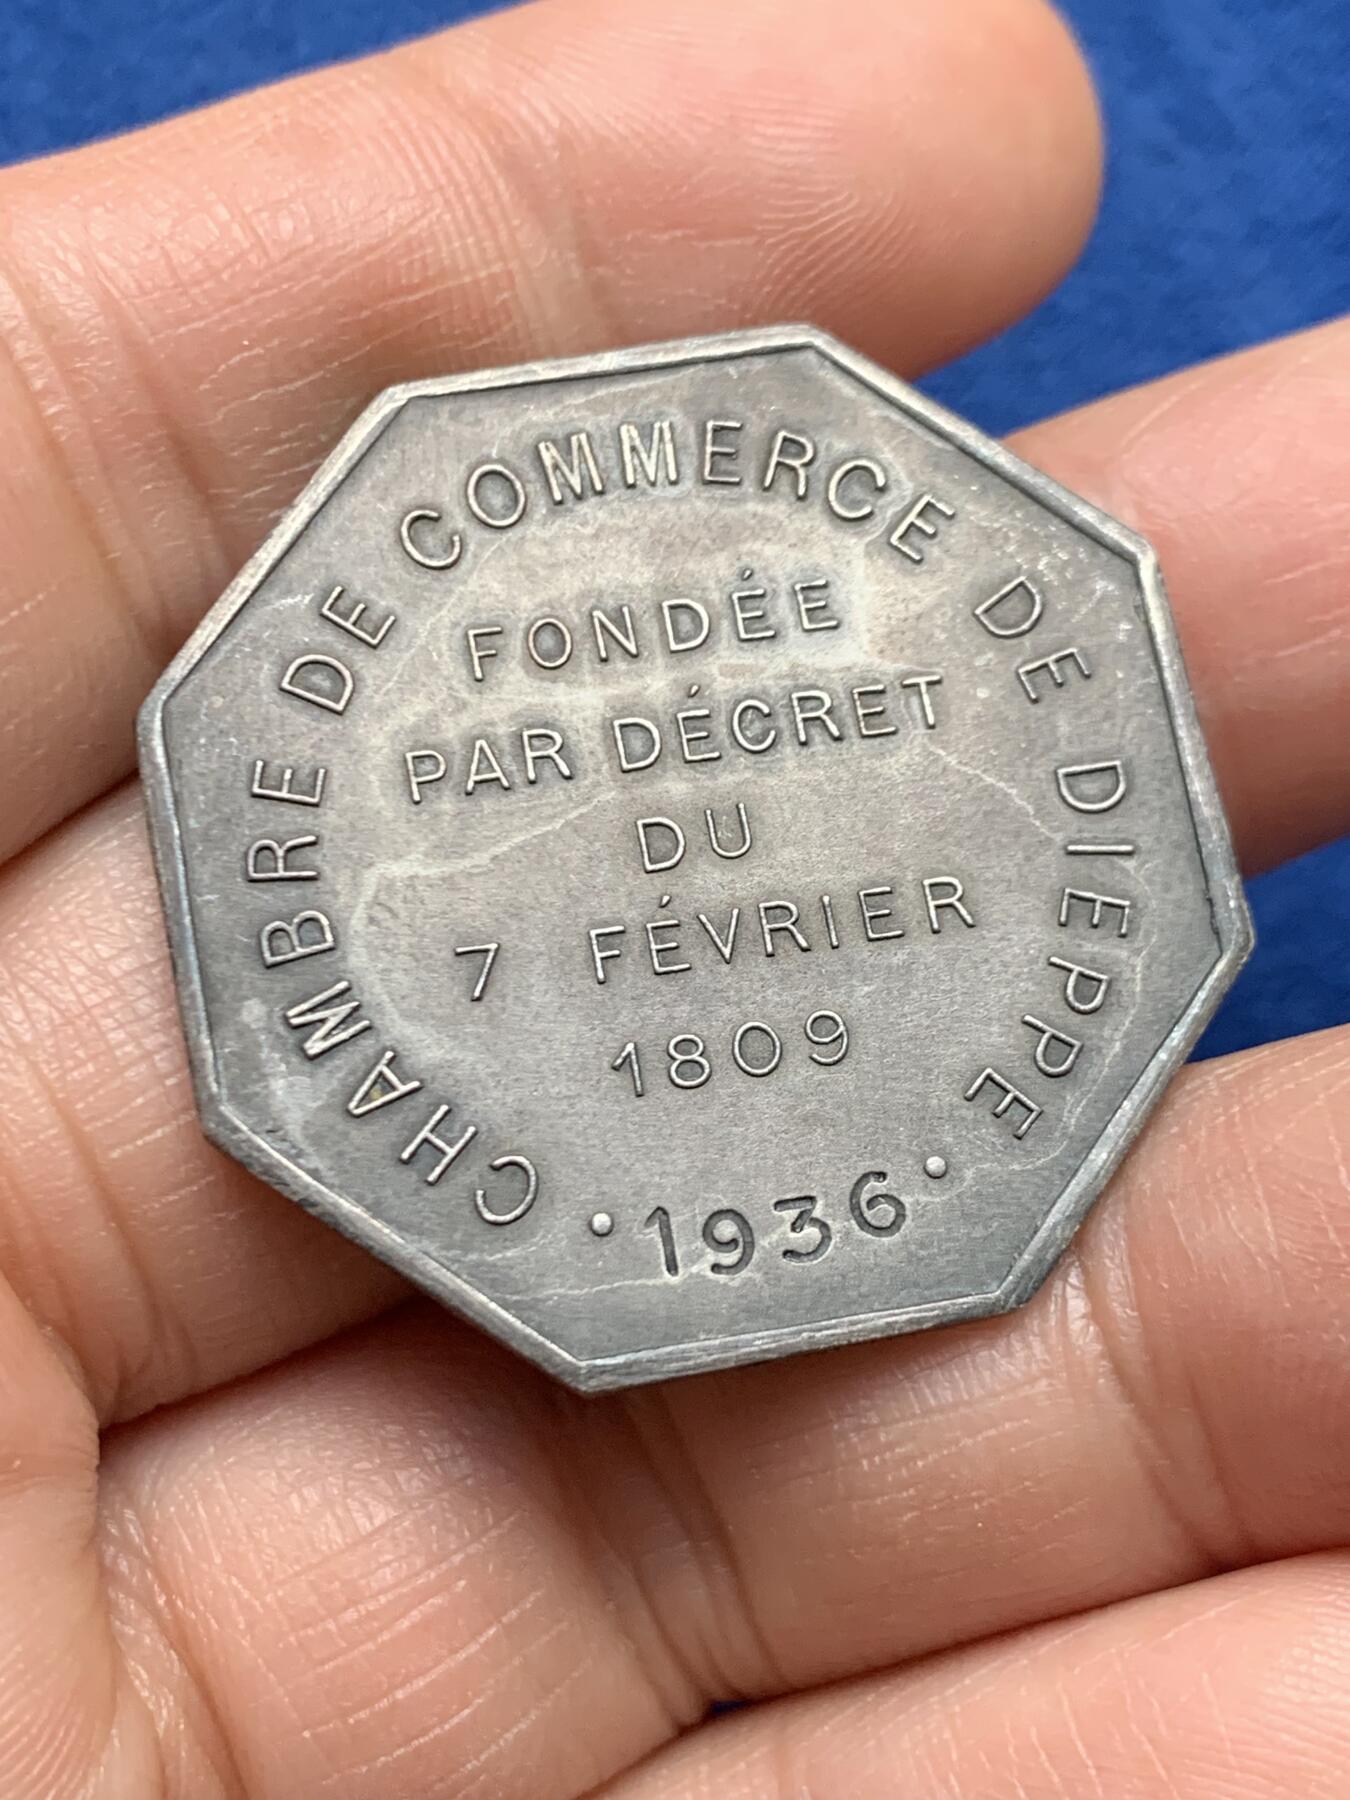 CHAMBRE DE COMMERCE DE DIEPPE
FONDÉE
PAR DÉCRET
DU
7 FÉVRIER
1809
· 1936 ·